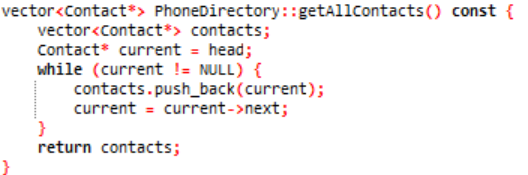 vector<Contact*> PhoneDirectory::getAllContacts() const {
    vector<Contact*> contacts;
    Contact* current = head;
    while (current != NULL) {
        contacts.push_back(current);
        current = current->next;
    }
    return contacts;
}